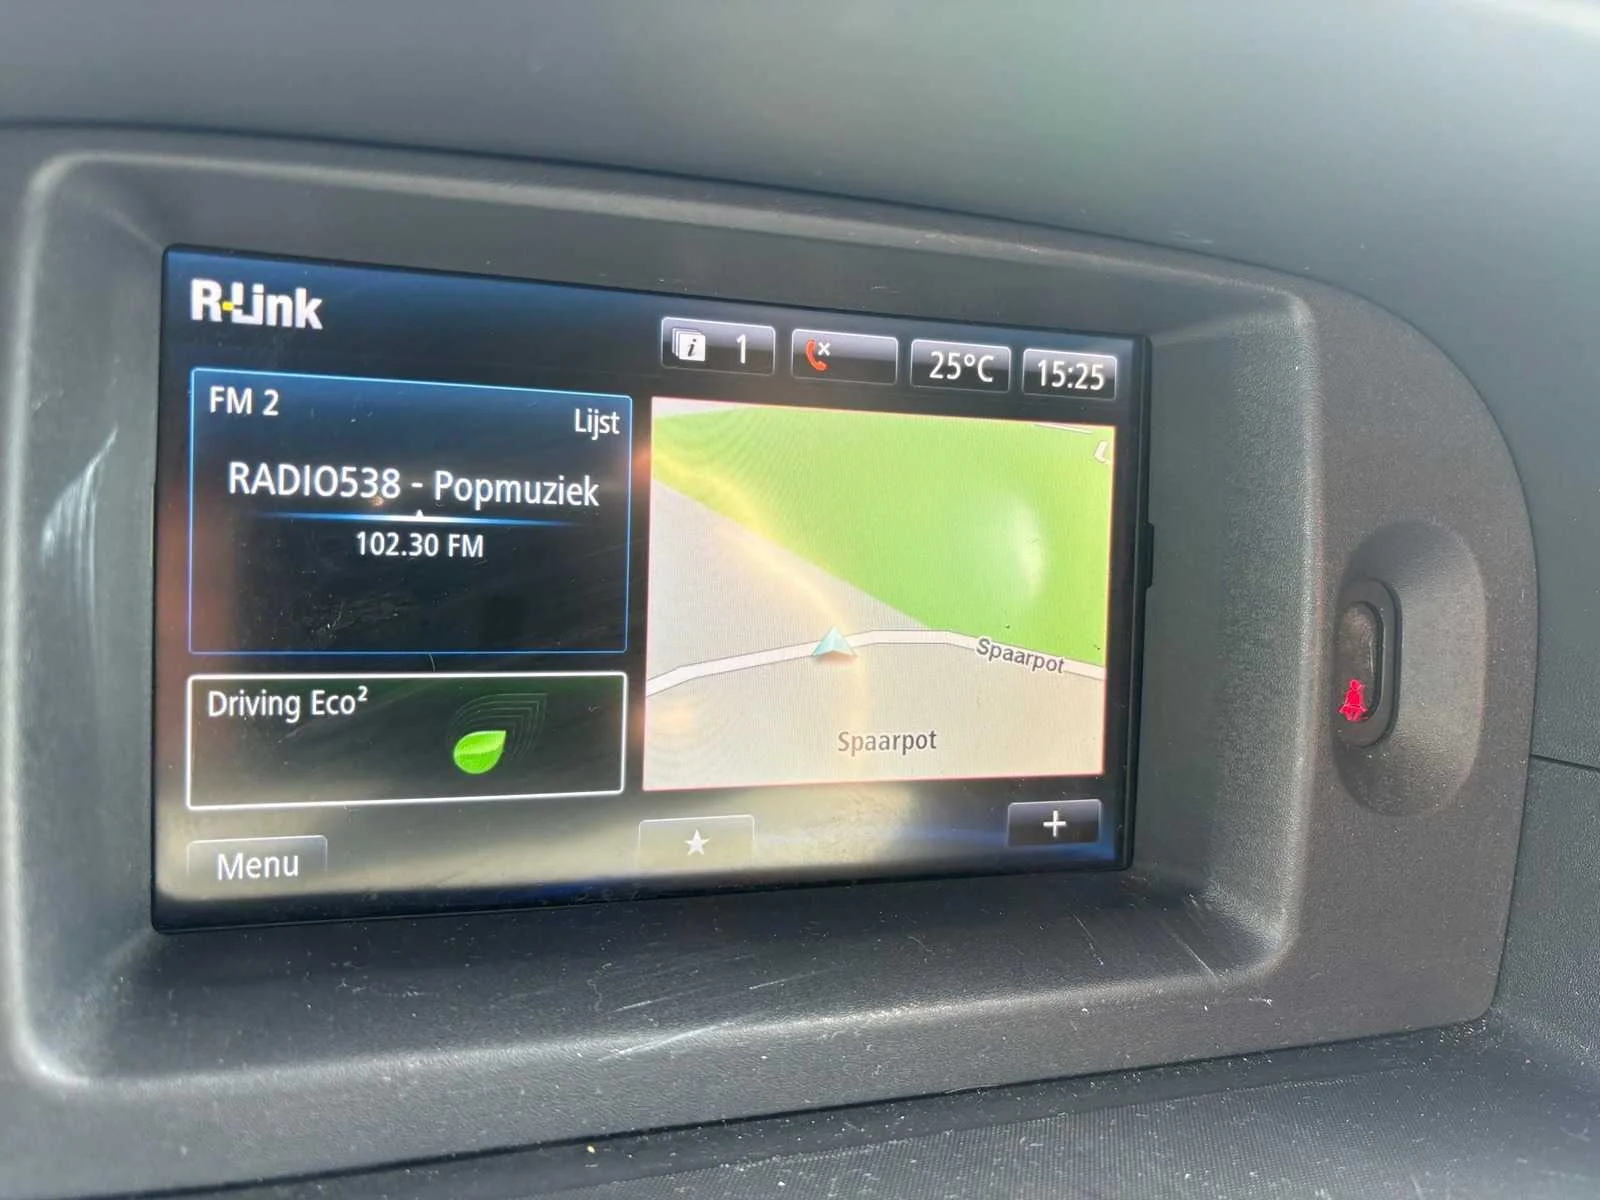 R-Link
i 1
25°C
15:25
FM 2
Lijst
RADIO538 - Popmuziek
102.30 FM
Driving Eco²
Spaarpot
Spaarpot
Menu
+